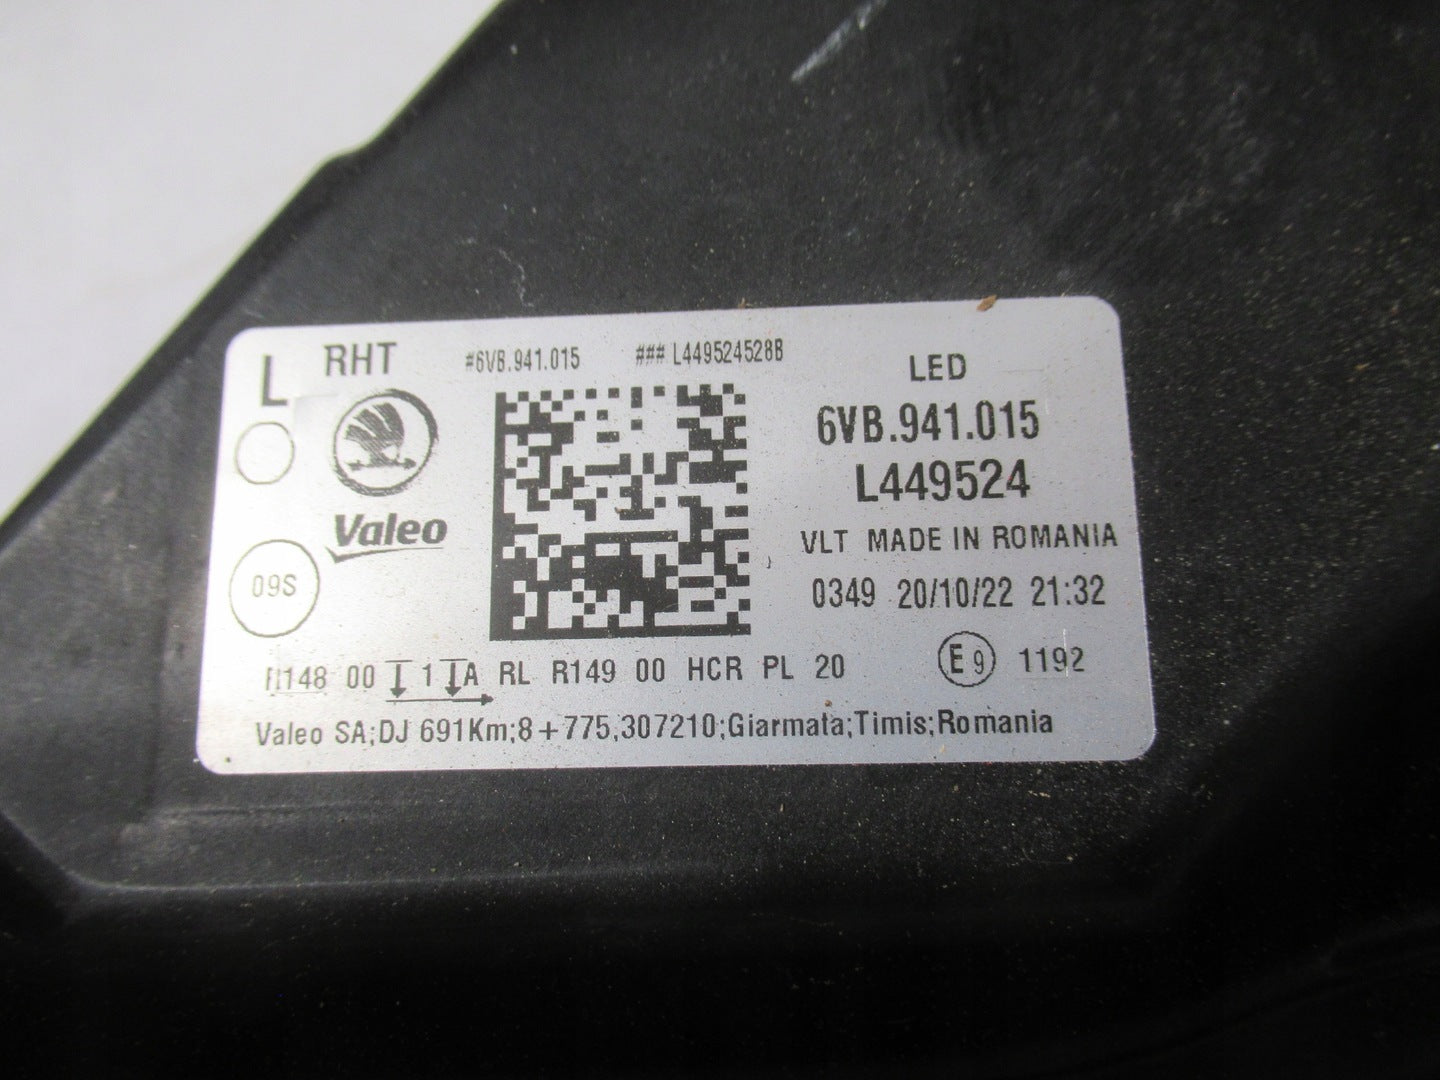 L RHT #6VB.941.015 ### L449524528B
LED
6VB.941.015
L449524
Valeo
VLT MADE IN ROMANIA
09S
0349 20/10/22 21:32
R148 00 1 A RL R149 00 HCR PL 20 E9 1192
Valeo SA;DJ 691Km;8+775,307210;Giarmata;Timis;Romania